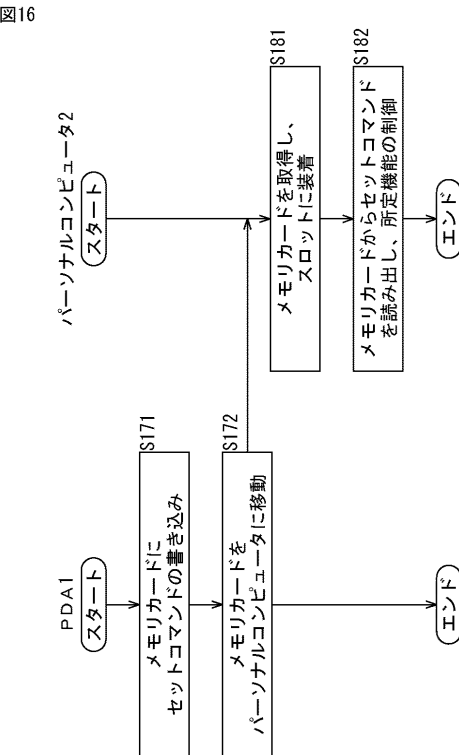 図16
PDA1
スタート
メモリカードに
セットコマンドの書き込み
S171
メモリカードを
パーソナルコンピュータに移動
S172
エンド
パーソナルコンピュータ2
スタート
メモリカードを取得し、
スロットに装着
S181
メモリカードからセットコマンド
を読み出し、所定機能の制御
S182
エンド